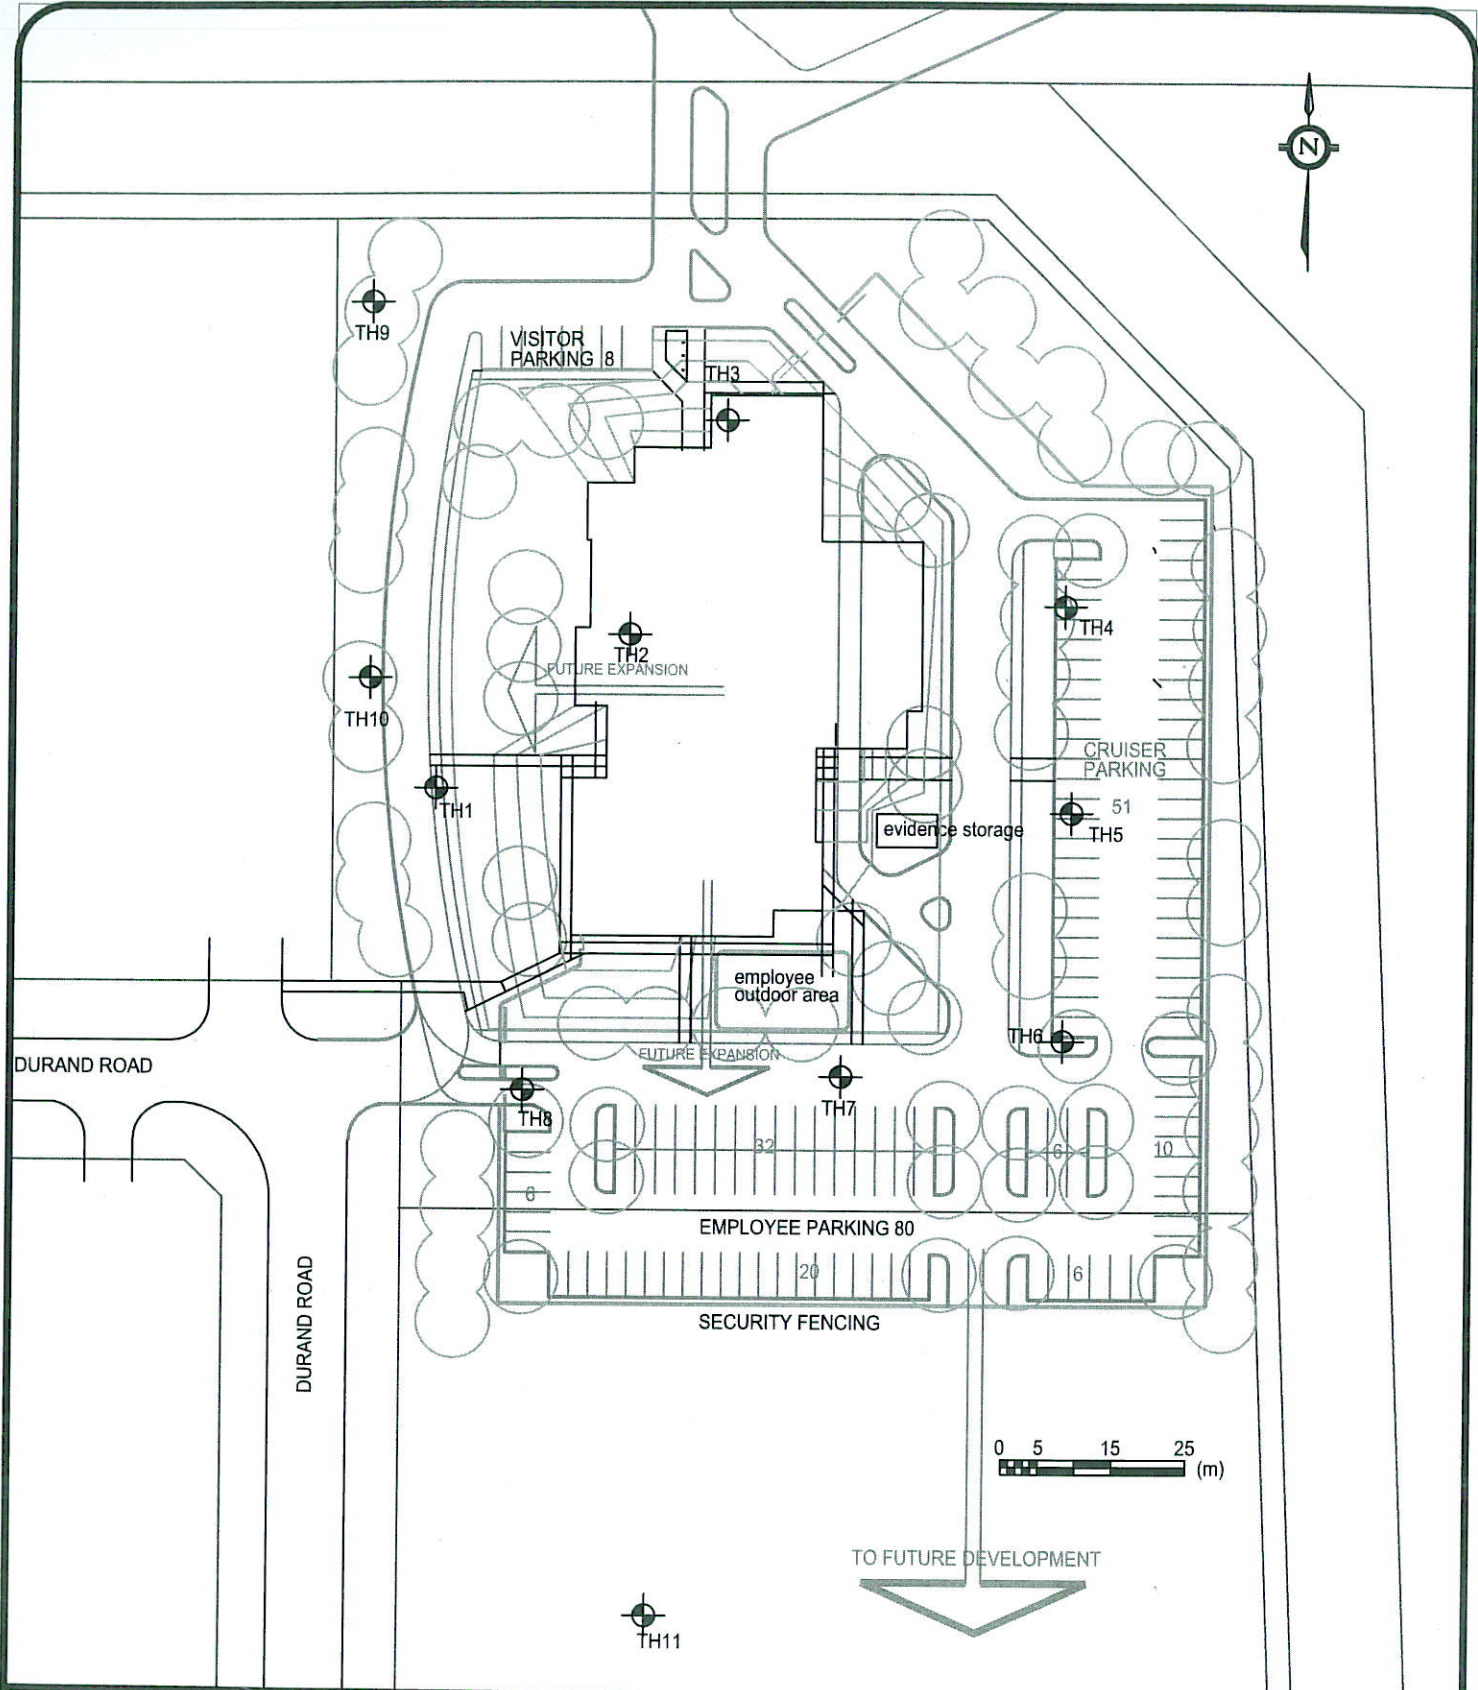 N
TH9
VISITOR
PARKING 8
TH3
TH4
TH2
FUTURE EXPANSION
TH10
CRUISER
PARKING
51
TH1
TH5
evidence storage
employee
outdoor area
TH6
FUTURE EXPANSION
DURAND ROAD
TH8
TH7
32
6
10
EMPLOYEE PARKING 80
20
6
SECURITY FENCING
DURAND ROAD
0 5 15 25
(m)
TO FUTURE DEVELOPMENT
TH11